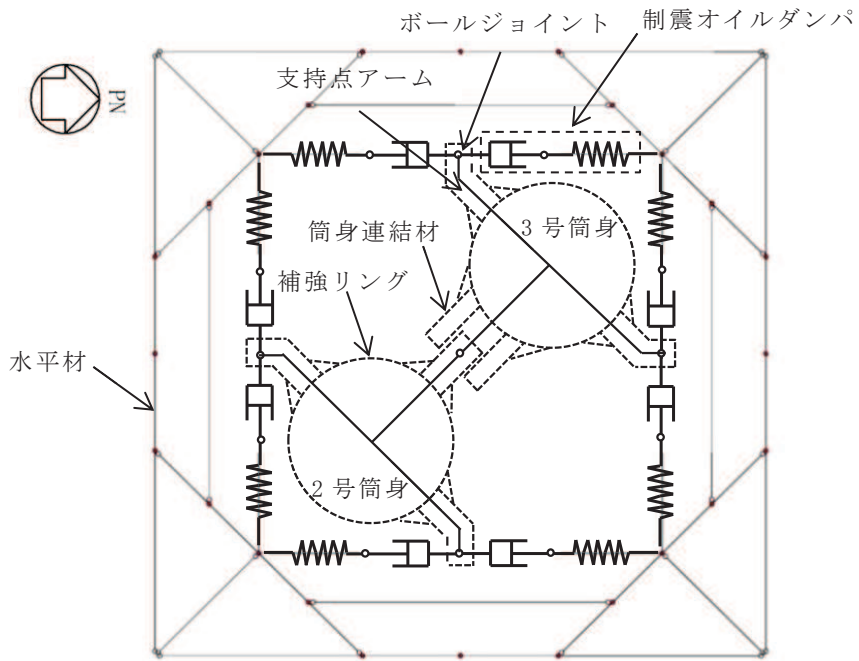 ボールジョイント
制震オイルダンパ
支持点アーム
PN
3号筒身
筒身連結材
補強リング
水平材
2号筒身